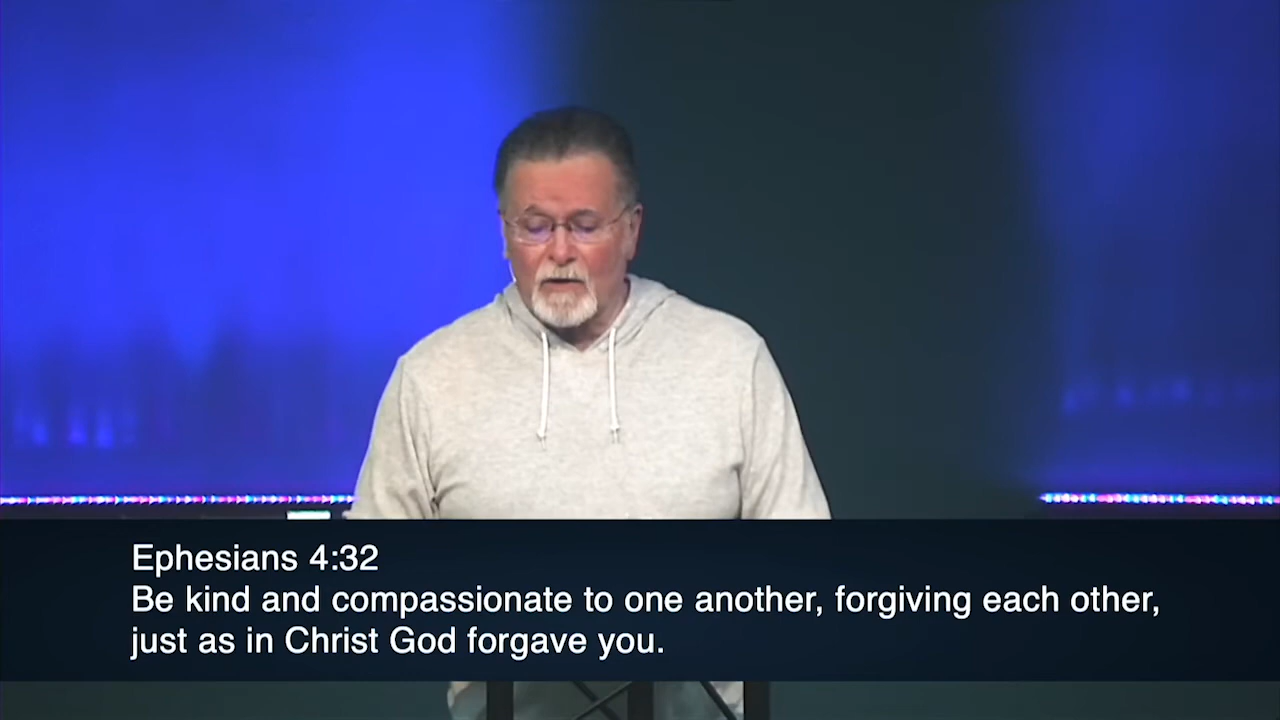 Ephesians 4:32
Be kind and compassionate to one another, forgiving each other,
just as in Christ God forgave you.